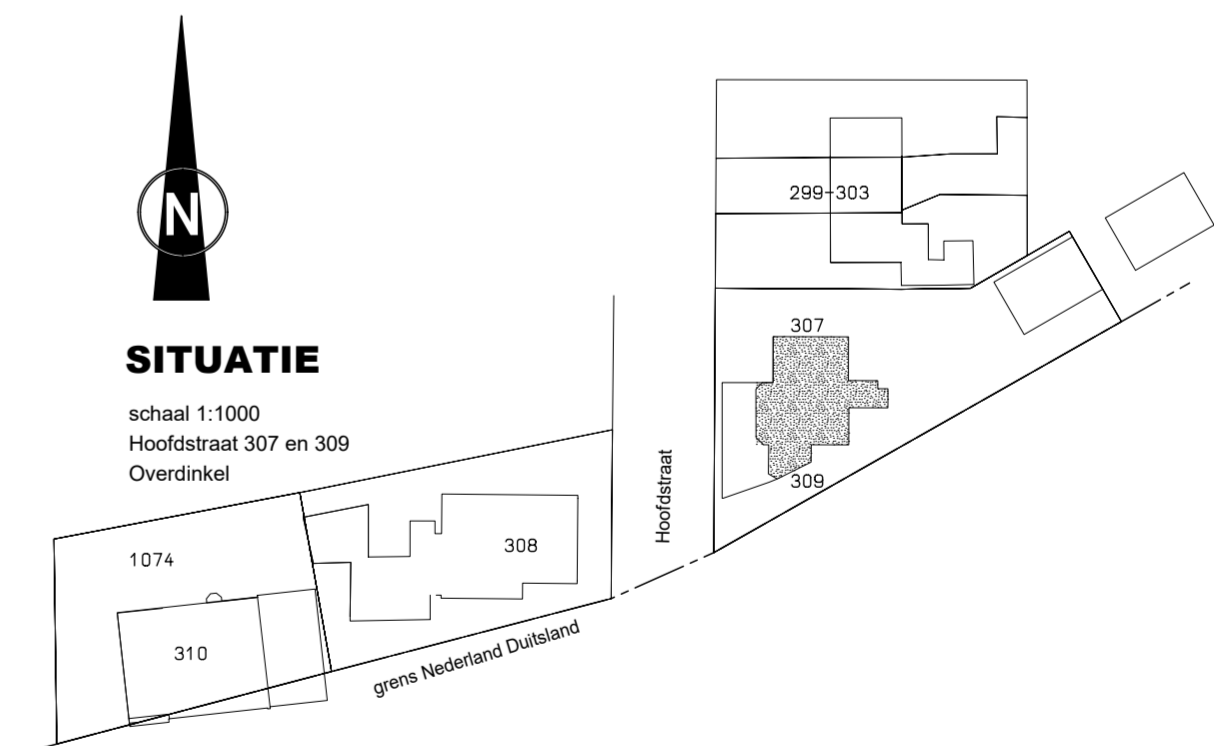 N
SITUATIE
schaal 1:1000
Hoofdstraat 307 en 309
Overdinkel
299-303
307
309
Hoofdstraat
308
1074
310
grens Nederland Duitsland